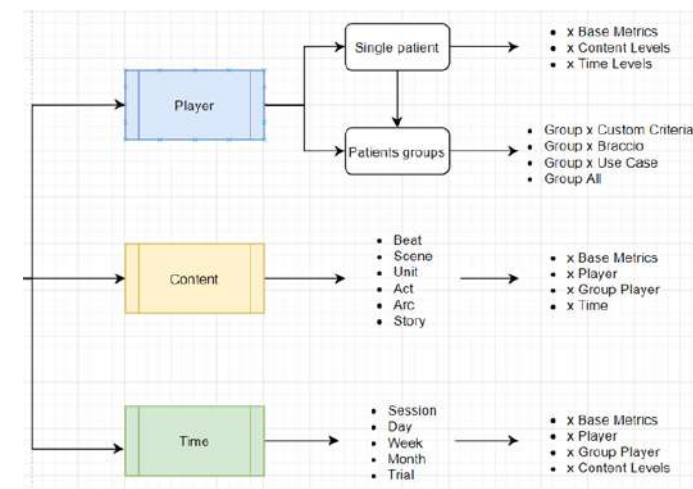 Player
Single patient
x Base Metrics
x Content Levels
x Time Levels
Patients groups
Group x Custom Criteria
Group x Braccio
Group x Use Case
Group All
Content
Beat
Scene
Unit
Act
Arc
Story
x Base Metrics
x Player
x Group Player
x Time
Time
Session
Day
Week
Month
Trial
x Base Metrics
x Player
x Group Player
x Content Levels